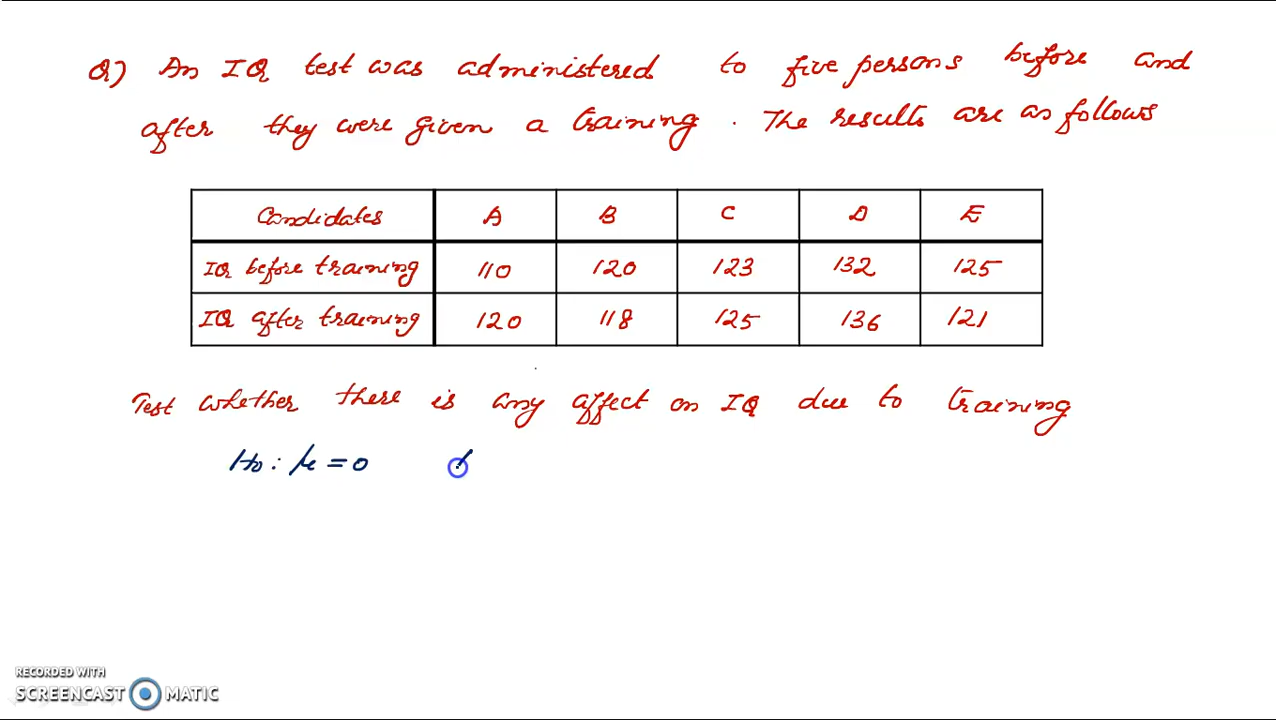 Q) An IQ test was administered to five persons before and
after they were given a training. The results are as follows
Candidates A B C D E
IQ before training 110 120 123 132 125
IQ after training 120 118 125 136 121
Test whether there is any affect on IQ due to training
H₀: μ = 0
RECORDED WITH
SCREENCAST MATIC